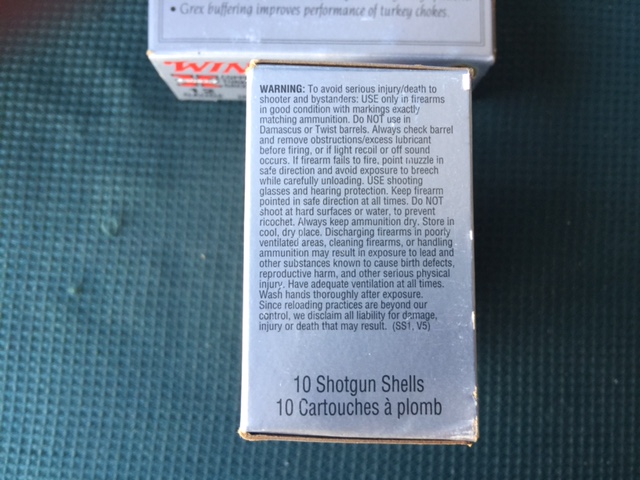 • Grex buffering improves performance of turkey chokes.
WIN
12
WARNING: To avoid serious injury/death to
shooter and bystanders: USE only in firearms
in good condition with markings exactly
matching ammunition. Do NOT use in
Damascus or Twist barrels. Always check barrel
and remove obstructions/excess lubricant
before firing, or if light recoil or off sound
occurs. If firearm fails to fire, point muzzle in
safe direction and avoid exposure to breech
while carefully unloading. USE shooting
glasses and hearing protection. Keep firearm
pointed in safe direction at all times. Do NOT
shoot at hard surfaces or water, to prevent
ricochet. Always keep ammunition dry. Store in
cool, dry place. Discharging firearms in poorly
ventilated areas, cleaning firearms, or handling
ammunition may result in exposure to lead and
other substances known to cause birth defects,
reproductive harm, and other serious physical
injury. Have adequate ventilation at all times.
Wash hands thoroughly after exposure.
Since reloading practices are beyond our
control, we disclaim all liability for damage,
injury or death that may result. (SS1, V5)
10 Shotgun Shells
10 Cartouches à plomb